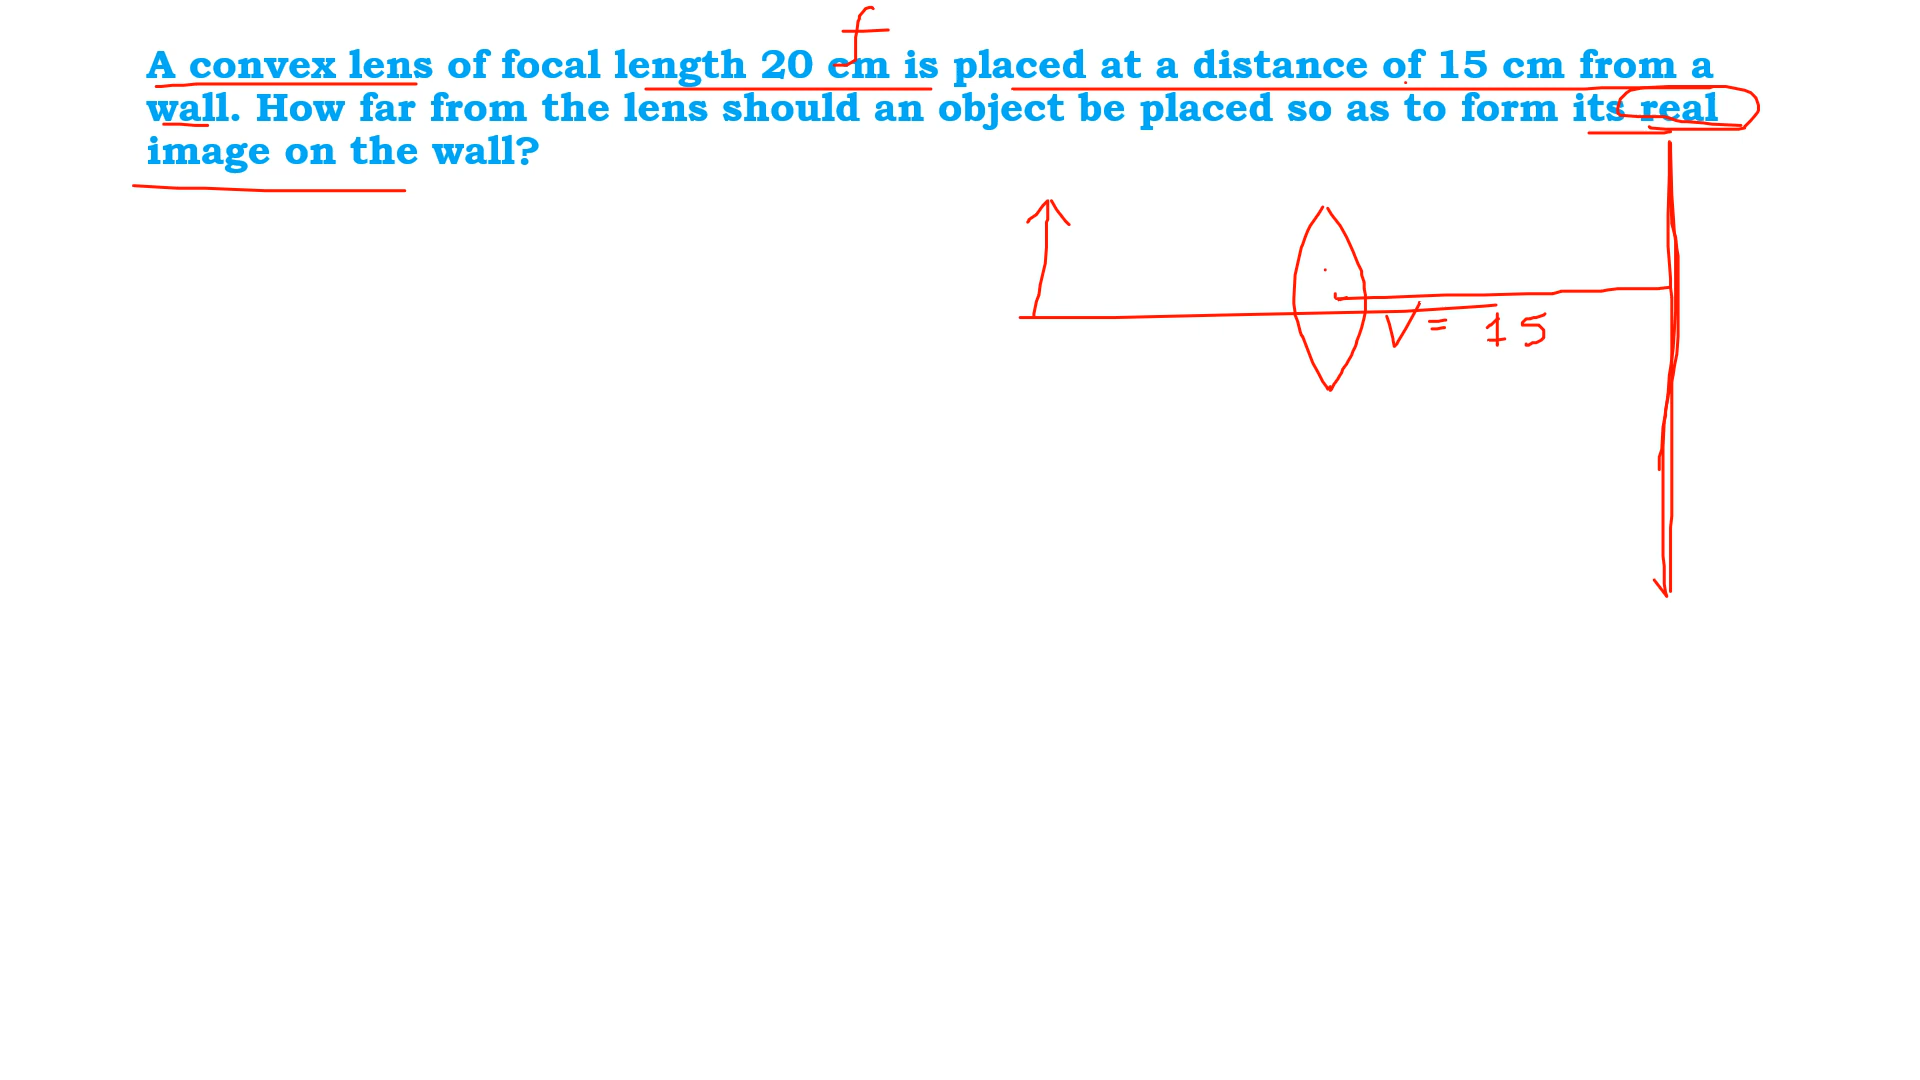 f
A convex lens of focal length 20 cm is placed at a distance of 15 cm from a
wall. How far from the lens should an object be placed so as to form its real
image on the wall?
V = 15